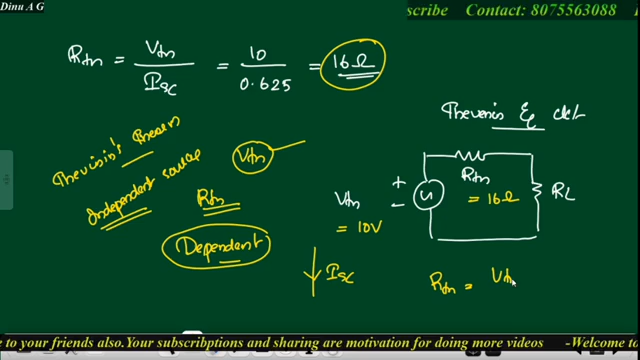 Dinu A G
scribe Contact: 8075563088
Rth = Vth / Isc = 10 / 0.625 = 16Ω
Thevenin's Eq ckt
Thevinin's theorem
Independent source
Vth
Rth
Dependent
Isc
Vth
= 10V
+
-
Rth
= 16Ω
RL
Rth = Vth
to your friends also.Your subscribtions and sharing are motivation for doing more videos -Welcome to